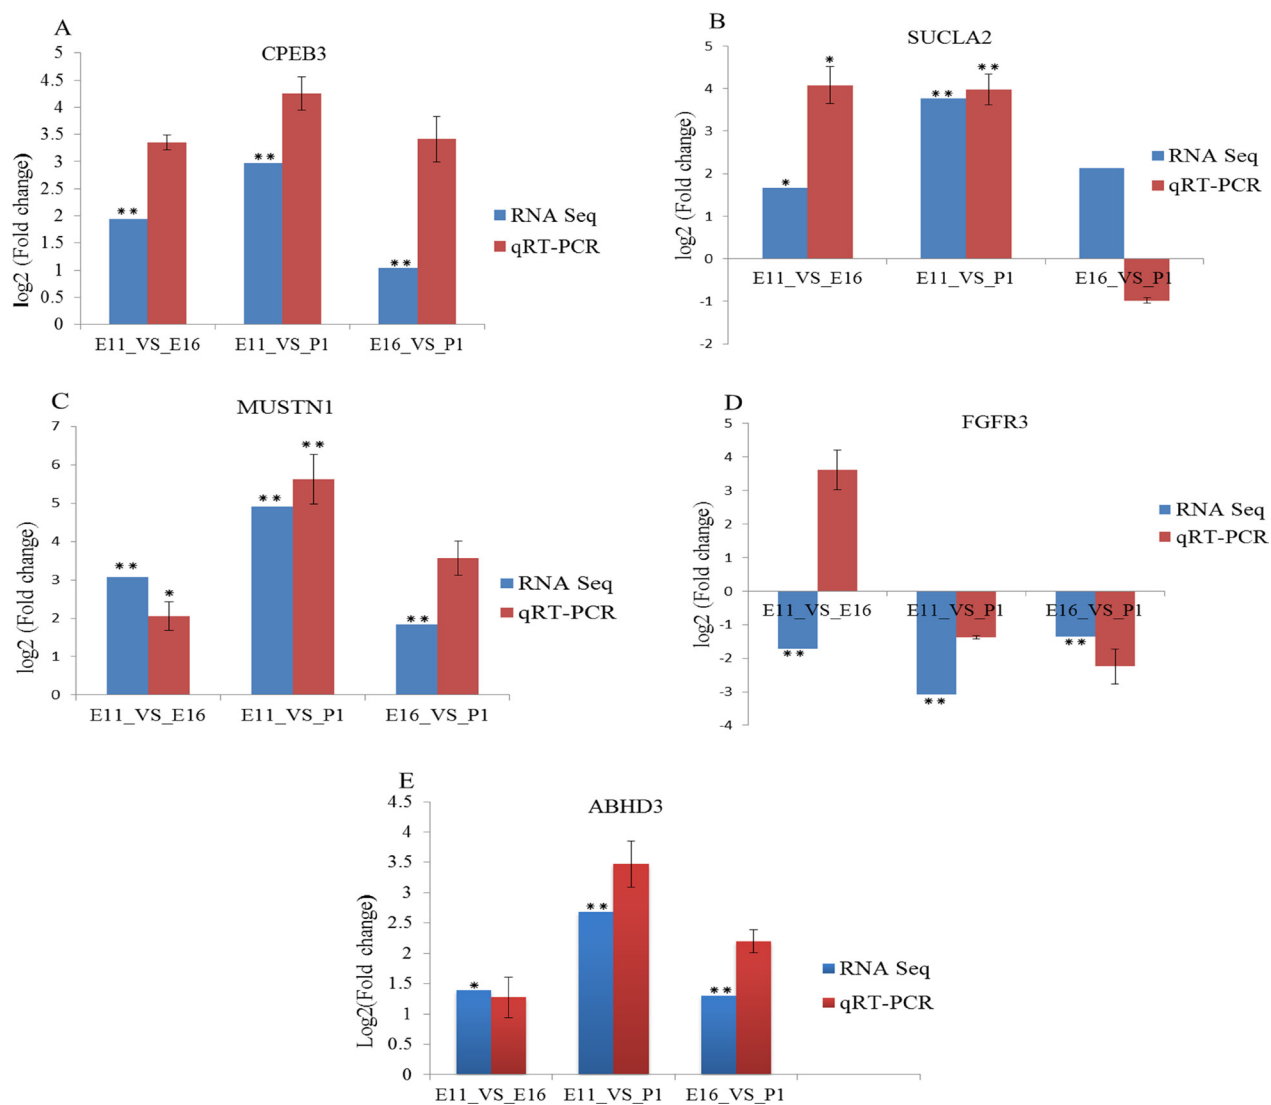 A
CPEB3
5
4.5
4
3.5
3
2.5
2
1.5
1
0.5
0
log2 (Fold change)
** ** **
E11_VS_E16 E11_VS_P1 E16_VS_P1
RNA Seq
qRT-PCR
B
SUCLA2
5
4
3
2
1
0
-1
-2
log2 (Fold change)
* * ** **
E11_VS_E16 E11_VS_P1 E16_VS_P1
RNA Seq
qRT-PCR
C
MUSTN1
7
6
5
4
3
2
1
0
log2 (Fold change)
** * ** ** **
E11_VS_E16 E11_VS_P1 E16_VS_P1
RNA Seq
qRT-PCR
D
FGFR3
5
4
3
2
1
0
-1
-2
-3
-4
log2 (Fold change)
E11_VS_E16 E11_VS_P1 E16_VS_P1
** ** **
RNA Seq
qRT-PCR
E
ABHD3
4.5
4
3.5
3
2.5
2
1.5
1
0.5
0
Log2(Fold change)
* ** **
E11_VS_E16 E11_VS_P1 E16_VS_P1
RNA Seq
qRT-PCR